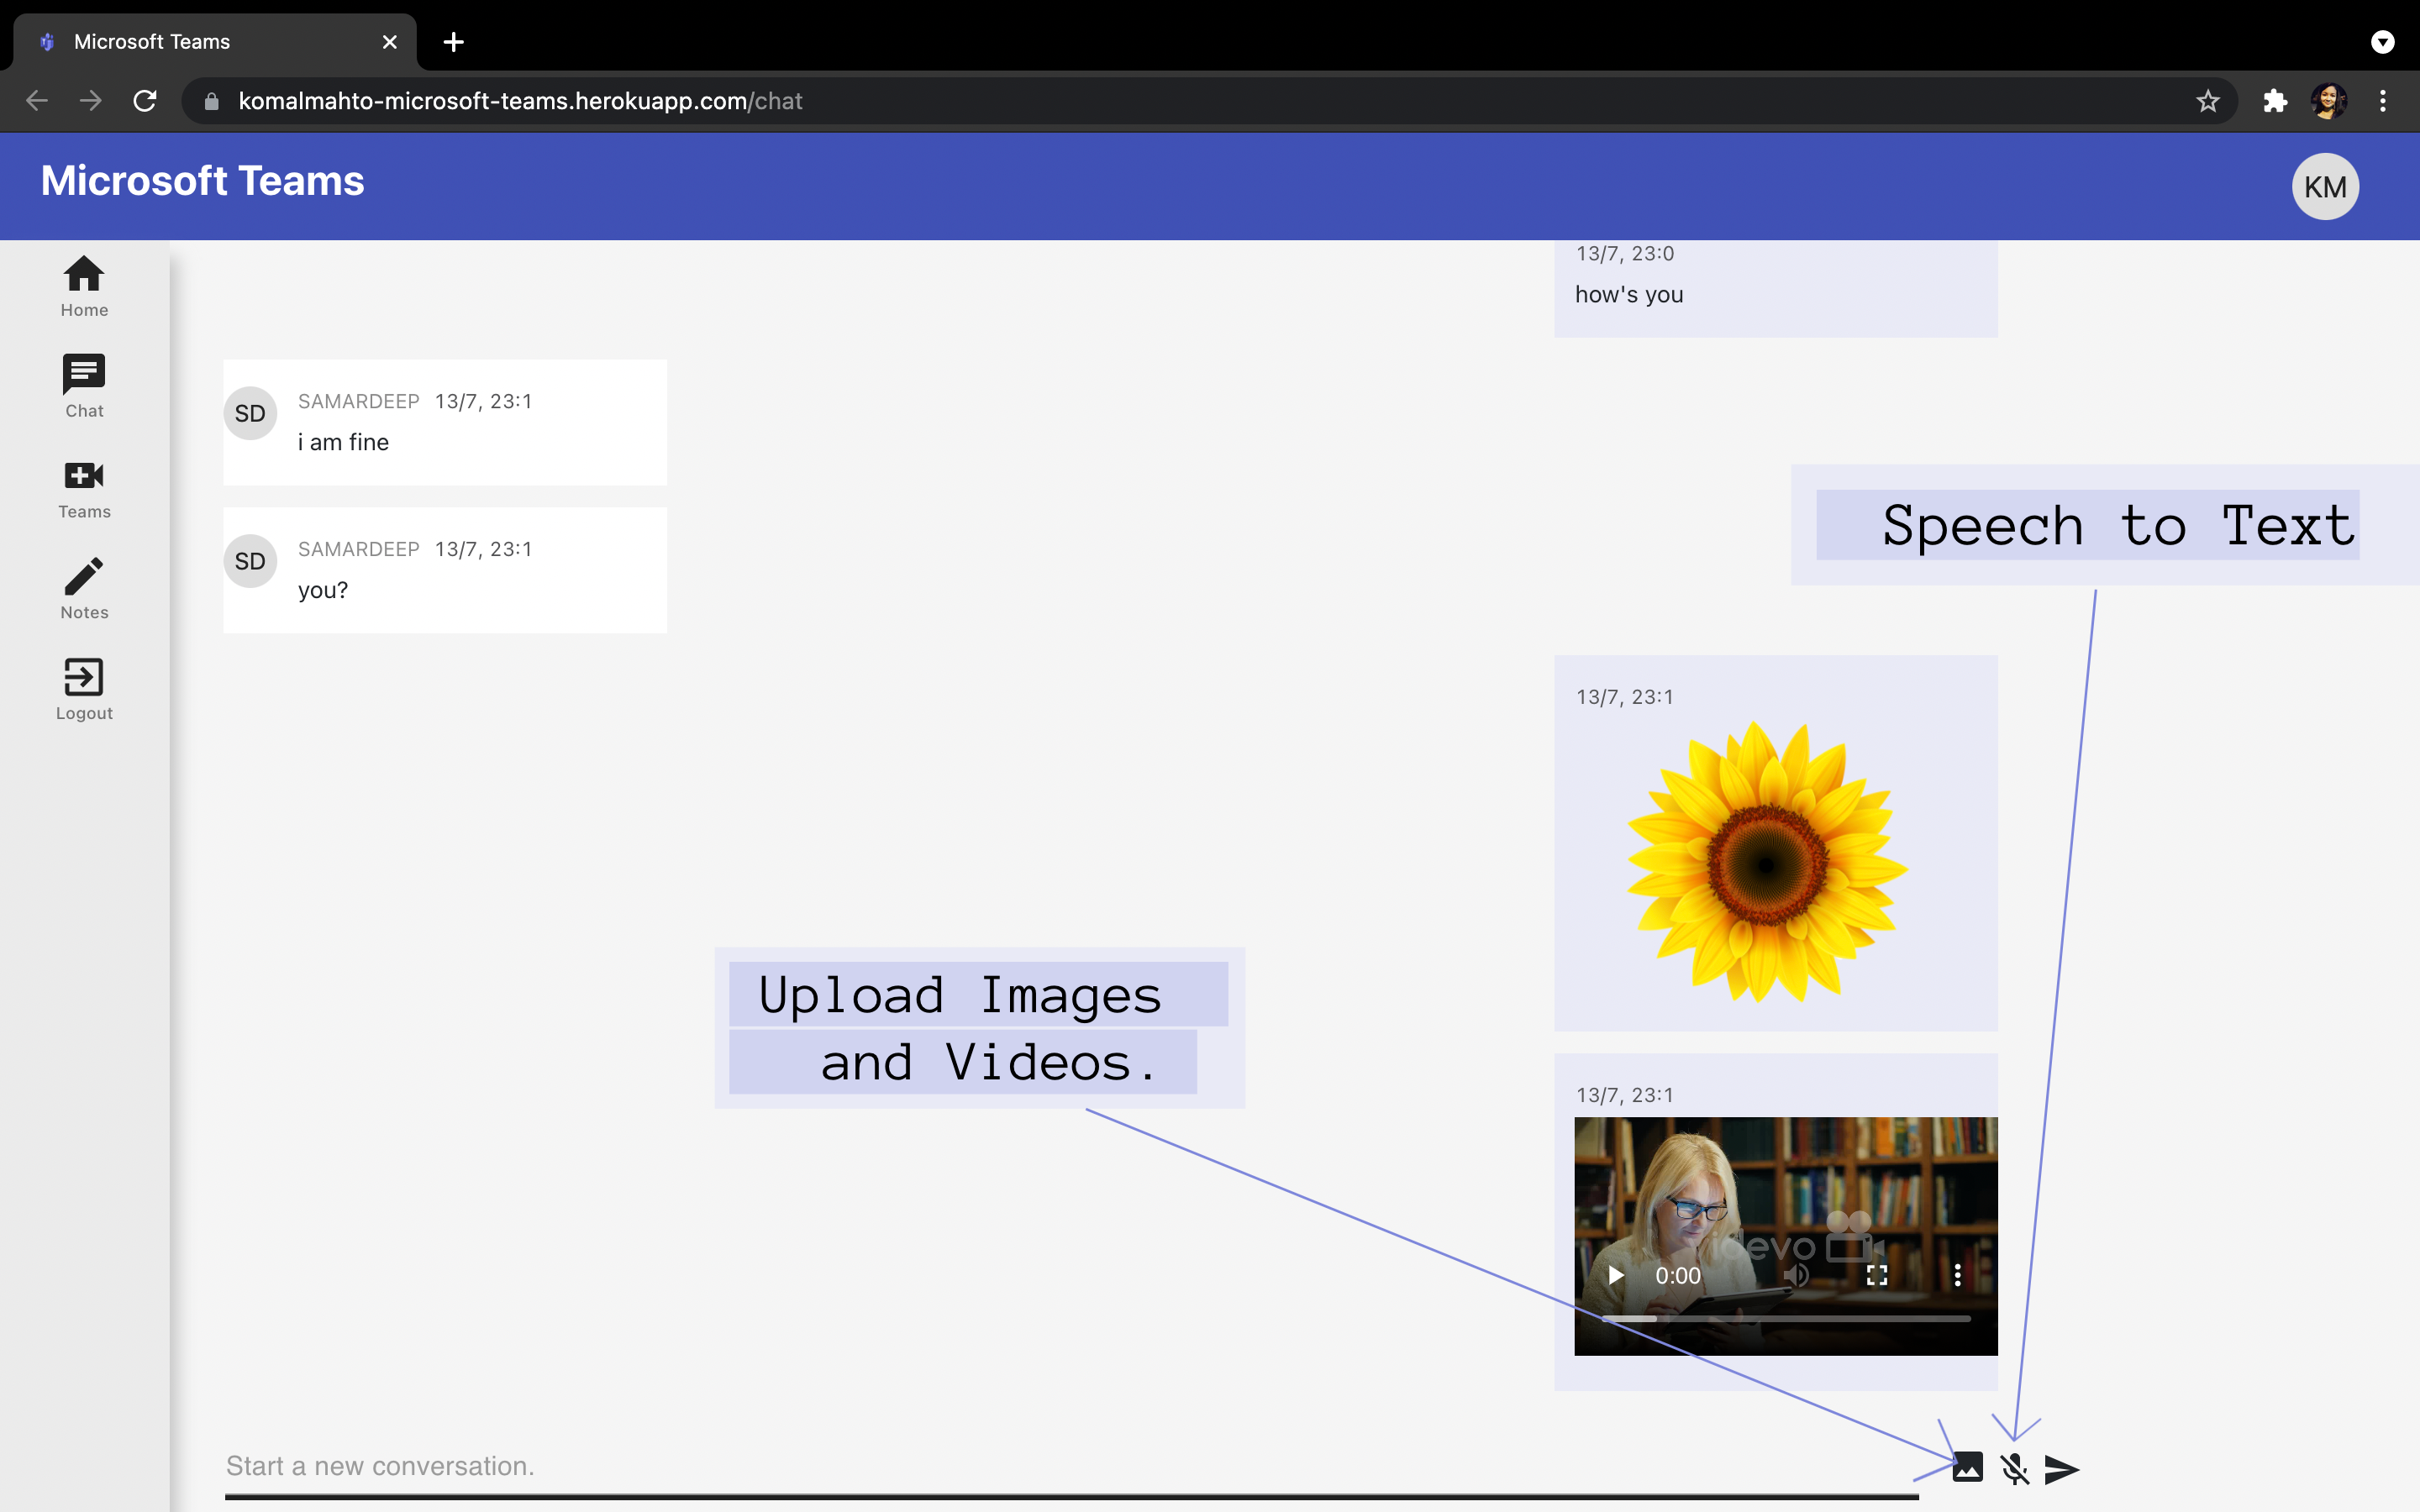 Microsoft Teams
komalmahto-microsoft-teams.herokuapp.com/chat
Microsoft Teams
KM
Home
Chat
Teams
Notes
Logout
13/7, 23:0
how's you
SD
SAMARDEEP 13/7, 23:1
i am fine
SD
SAMARDEEP 13/7, 23:1
you?
Speech to Text
13/7, 23:1
Upload Images
and Videos.
13/7, 23:1
0:00
Start a new conversation.